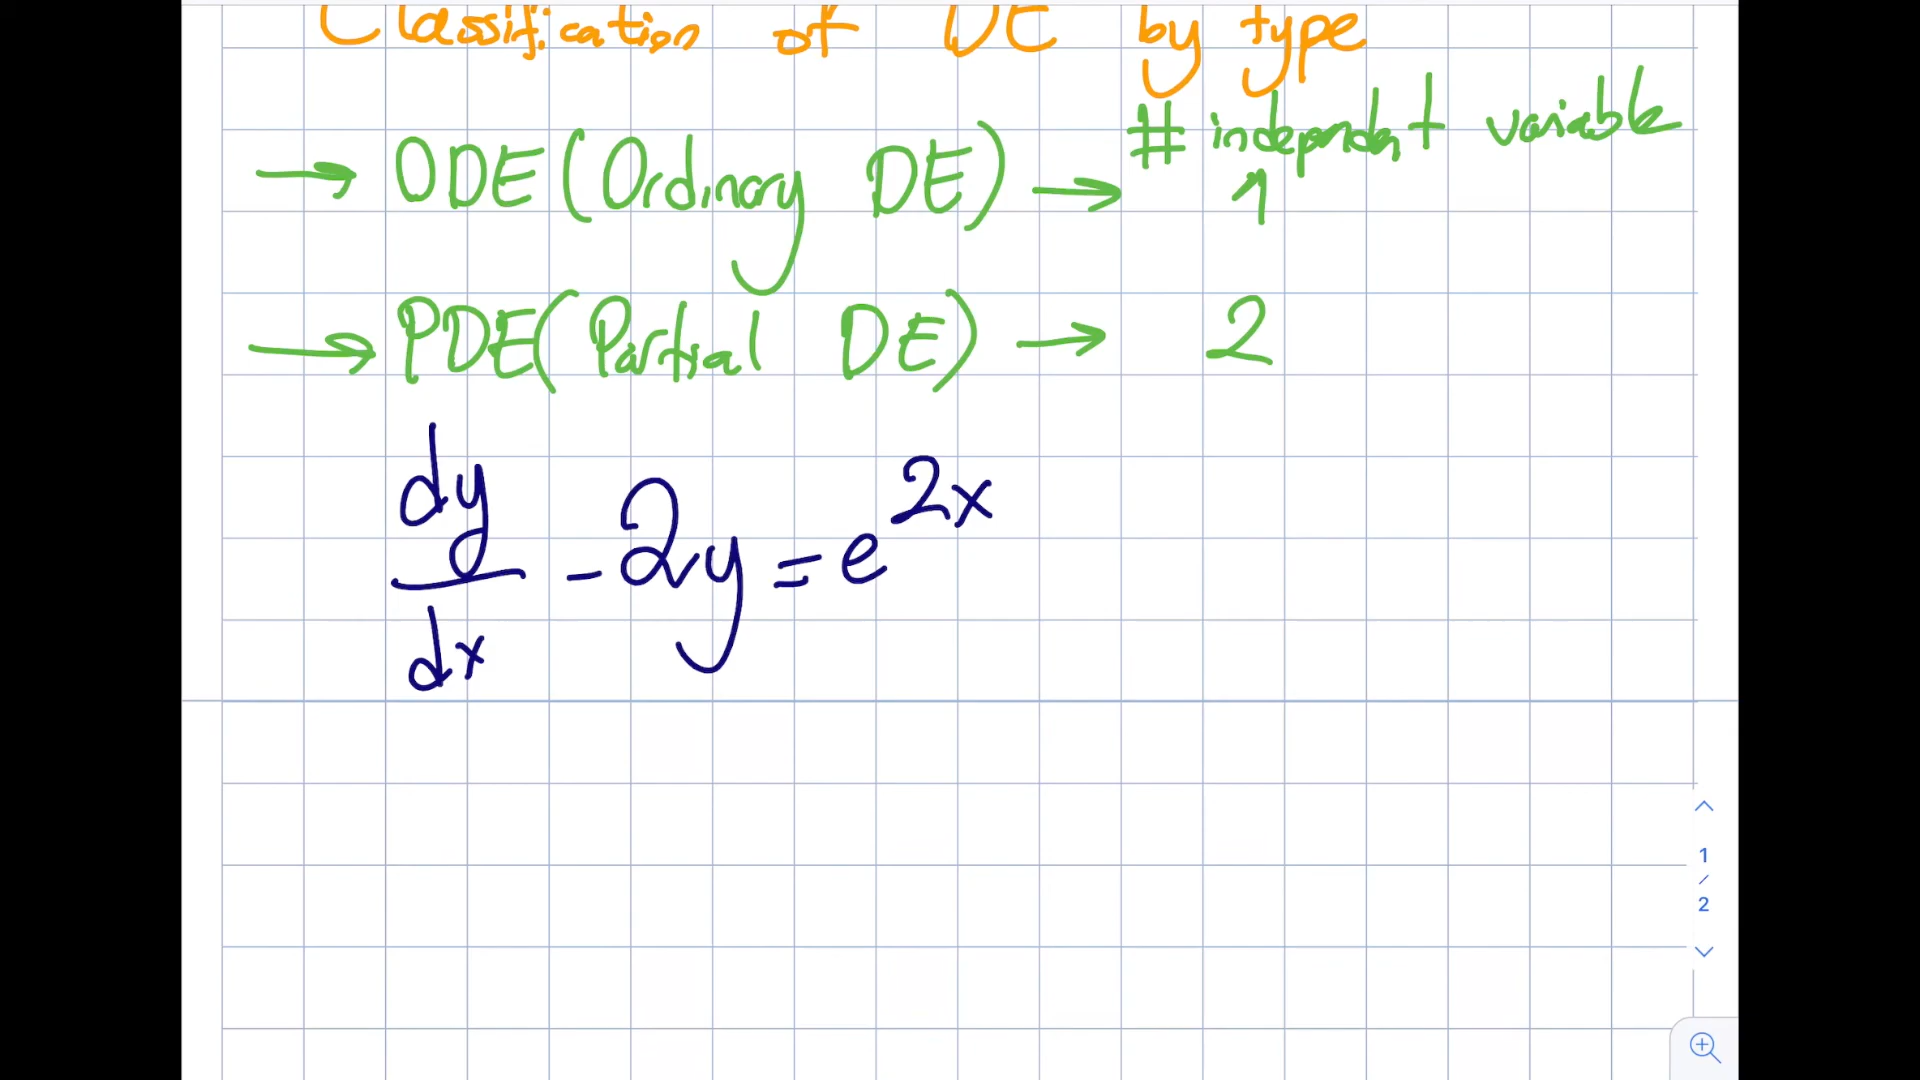 Classification of DE by type
→ ODE (Ordinary DE) → # independent variable
1
→ PDE (Partial DE) → 2
dy/dx - 2y = e^2x
1
/
2